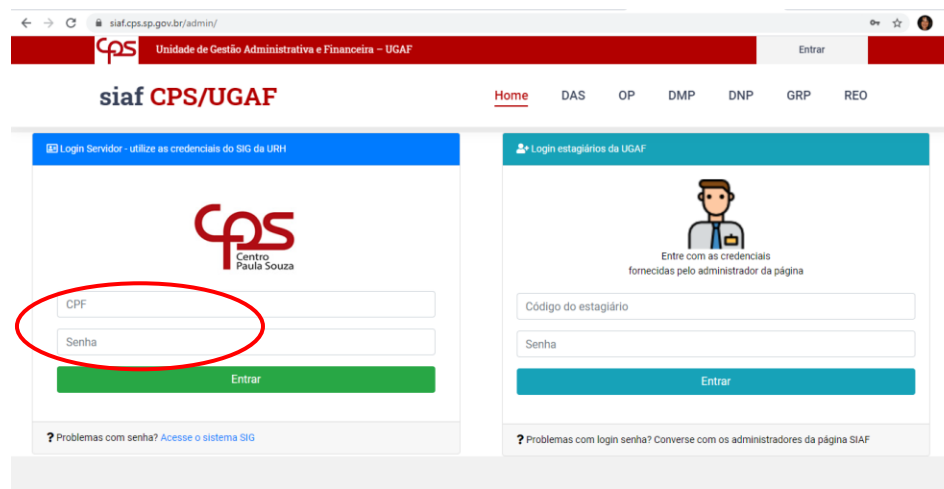 siaf.cps.sp.gov.br/admin/
cps Unidade de Gestão Administrativa e Financeira – UGAF Entrar
siaf CPS/UGAF Home DAS OP DMP DNP GRP REO
Login Servidor - utilize as credenciais do SIG da URH
cps
Centro
Paula Souza
CPF
Senha
Entrar
? Problemas com senha? Acesse o sistema SIG
Login estagiários da UGAF
Entre com as credenciais
fornecidas pelo administrador da página
Código do estagiário
Senha
Entrar
? Problemas com login senha? Converse com os administradores da página SIAF